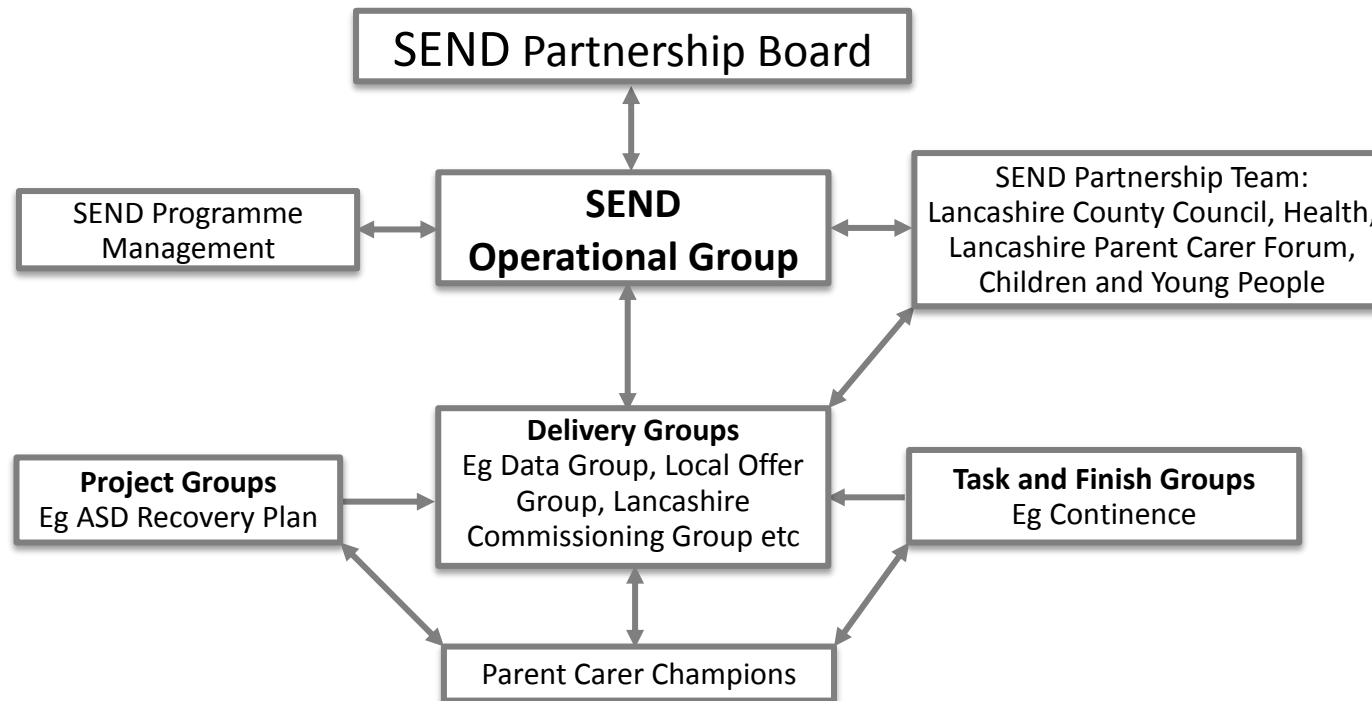 SEND Partnership Board
SEND Programme
Management
SEND
Operational Group
SEND Partnership Team:
Lancashire County Council, Health,
Lancashire Parent Carer Forum,
Children and Young People
Project Groups
Eg ASD Recovery Plan
Delivery Groups
Eg Data Group, Local Offer
Group, Lancashire
Commissioning Group etc
Task and Finish Groups
Eg Continence
Parent Carer Champions